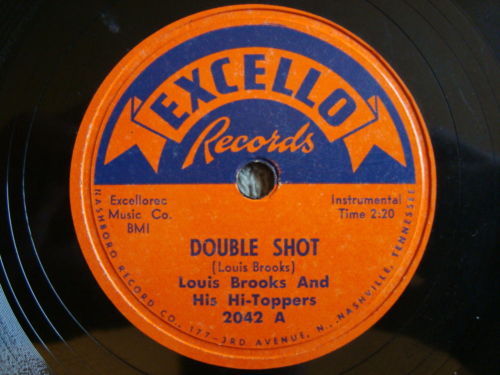 EXCELLO
Records
Excellorec
Music Co.
BMI
Instrumental
Time 2:20
DOUBLE SHOT
(Louis Brooks)
Louis Brooks And
His Hi-Toppers
2042 A
NASHBORO RECORD CO., 177-3RD AVENUE, N., NASHVILLE, TENNESSEE